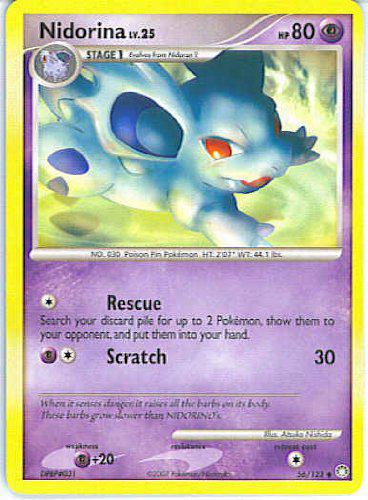 Nidorina LV.25 HP 80
STAGE 1 Evolves from Nidoran♀
NO. 030 Poison Pin Pokémon HT: 2'07" WT: 44.1 lbs.
Rescue
Search your discard pile for up to 2 Pokémon, show them to
your opponent, and put them into your hand.
Scratch 30
When it senses danger it raises all the barbs on its body.
These barbs grow slower than NIDORINO's.
Illus. Atsuko Nishida
weakness resistance retreat cost
+20
DPBP#031 ©2007 Pokémon/Nintendo 56/123